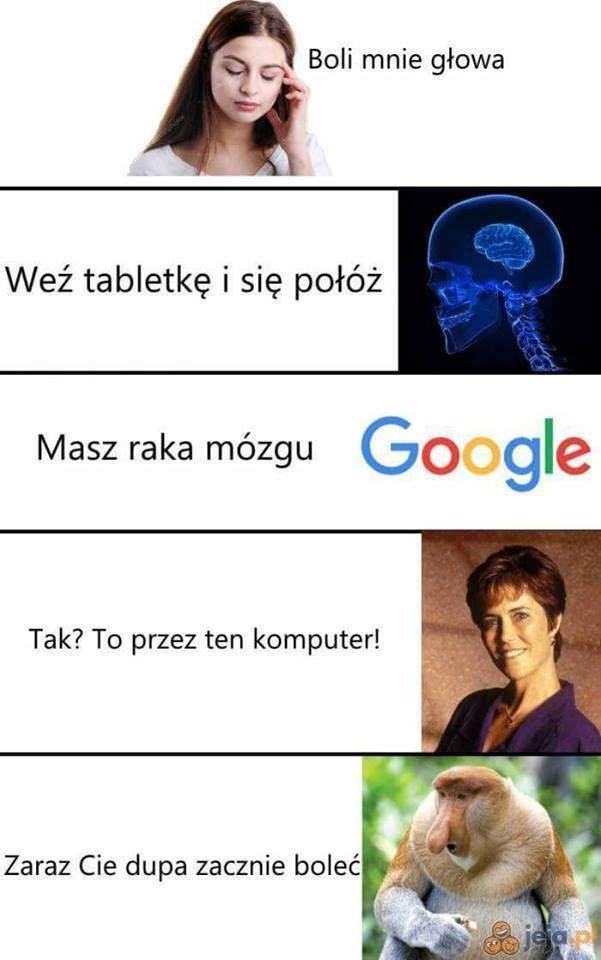 Boli mnie głowa
Weź tabletkę i się połóż
Masz raka mózgu
Google
Tak? To przez ten komputer!
Zaraz Cie dupa zacznie boleć
jeja.pl